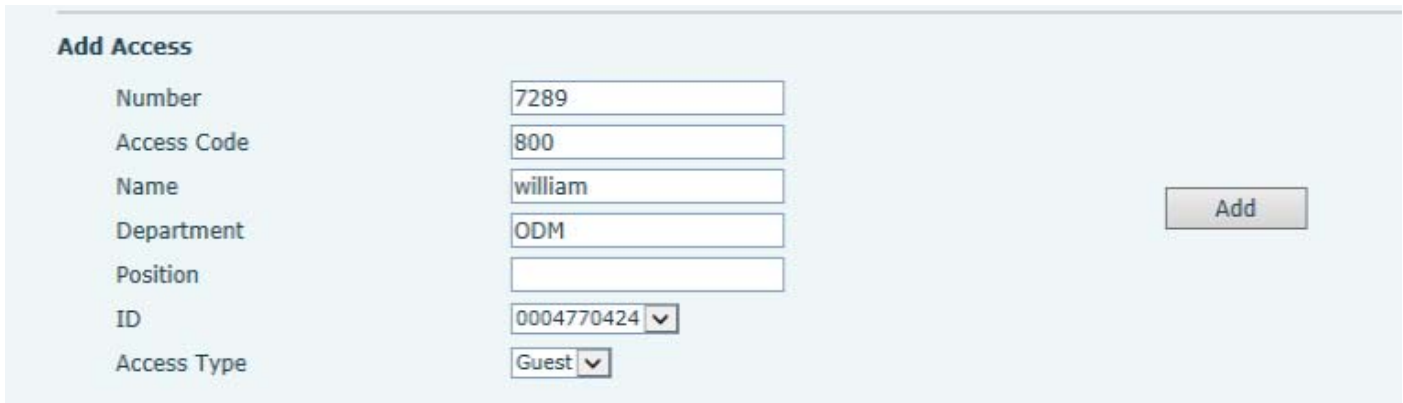 Add Access
Number 7289
Access Code 800
Name william
Department ODM
Add
Position
ID 0004770424
Access Type Guest